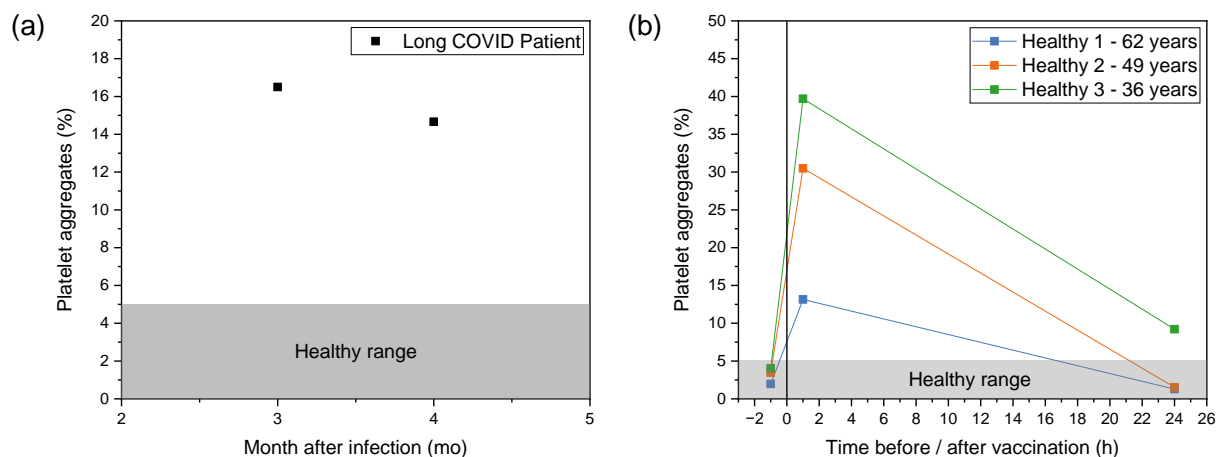 (a)
Platelet aggregates (%)
20
18
16
14
12
10
8
6
4
2
0
Long COVID Patient
Healthy range
2
3
4
5
Month after infection (mo)
(b)
Platelet aggregates (%)
50
45
40
35
30
25
20
15
10
5
0
Healthy 1 - 62 years
Healthy 2 - 49 years
Healthy 3 - 36 years
Healthy range
−2 0 2 4 6 8 10 12 14 16 18 20 22 24 26
Time before / after vaccination (h)